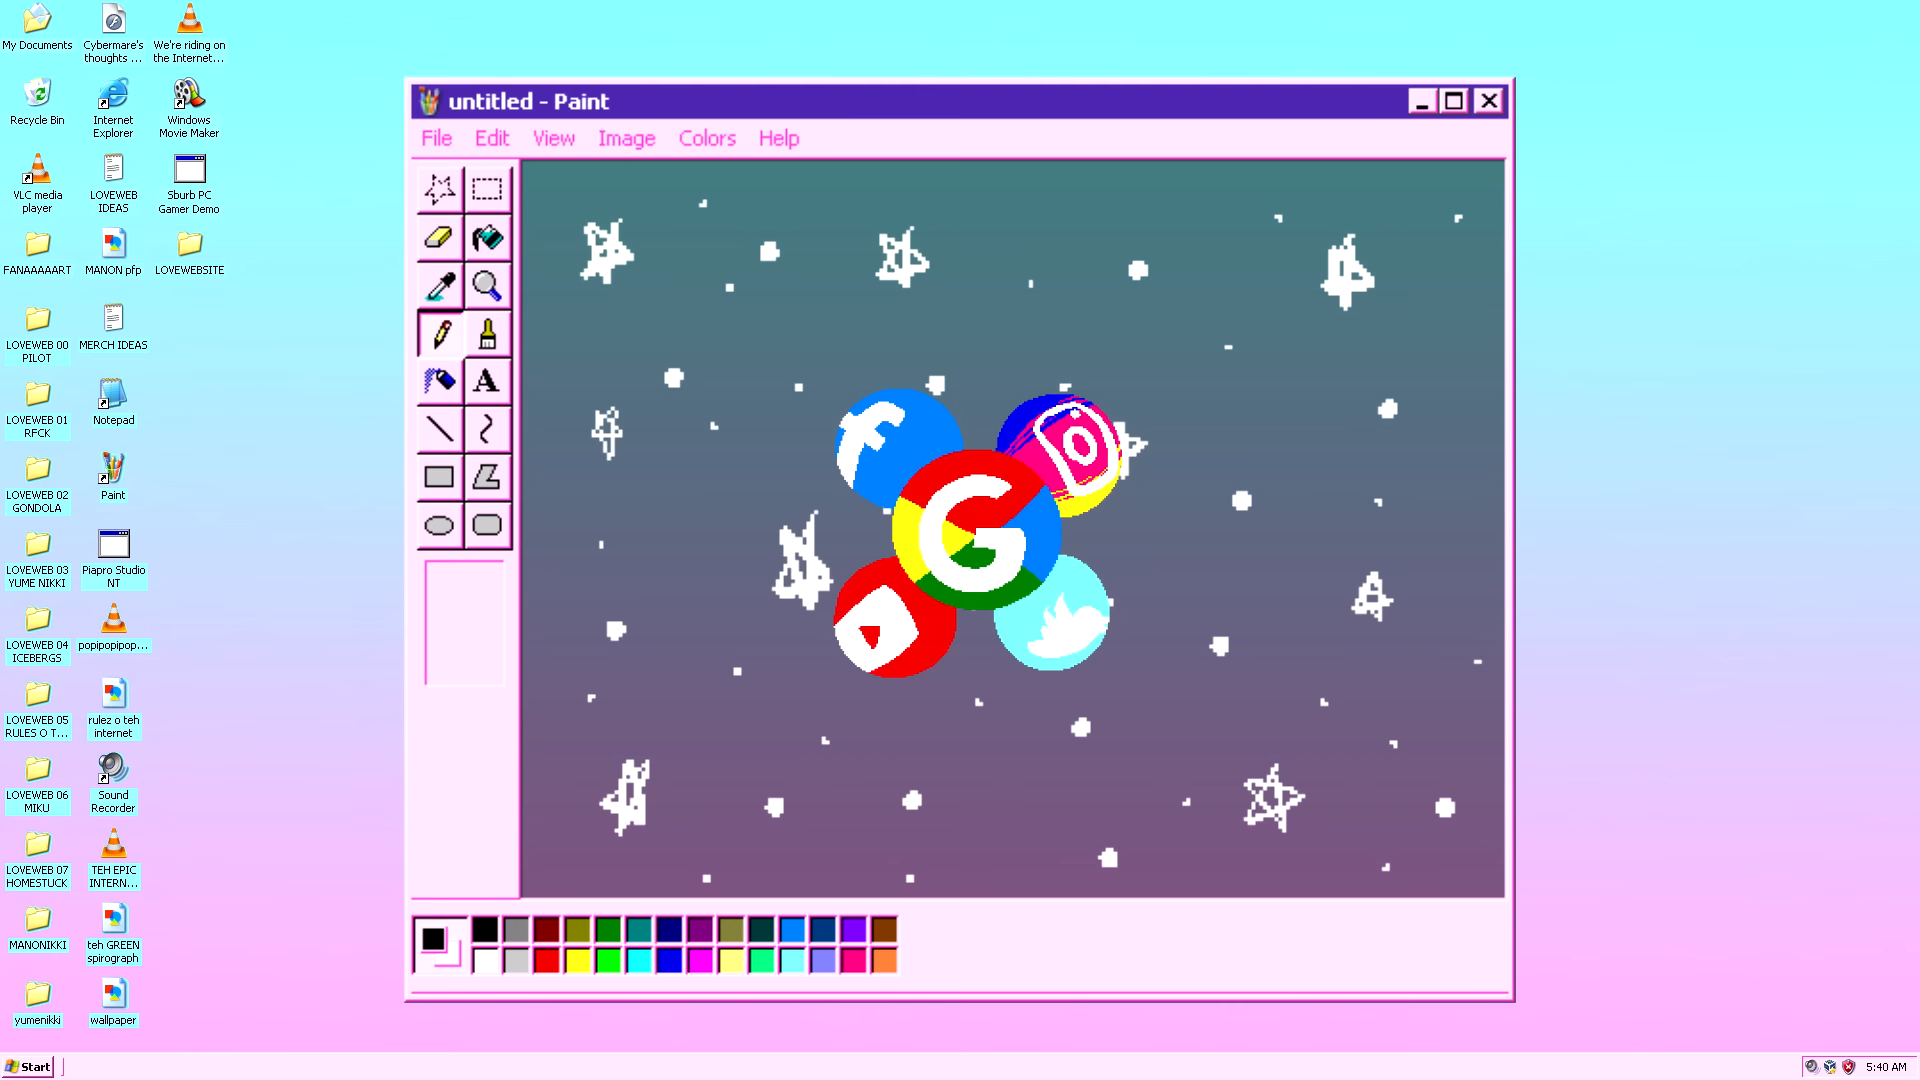 My Documents
Cybermare's
thoughts ...
We're riding on
the Internet...
Recycle Bin
Internet
Explorer
Windows
Movie Maker
VLC media
player
LOVEWEB
IDEAS
Sburb PC
Gamer Demo
FANAAAAART
MANON pfp
LOVEWEBSITE
LOVEWEB 00
PILOT
MERCH IDEAS
LOVEWEB 01
RFCK
Notepad
LOVEWEB 02
GONDOLA
Paint
LOVEWEB 03
YUME NIKKI
Piapro Studio
NT
LOVEWEB 04
ICEBERGS
popipopipop...
LOVEWEB 05
RULES O T...
rulez o teh
internet
LOVEWEB 06
MIKU
Sound
Recorder
LOVEWEB 07
HOMESTUCK
TEH EPIC
INTERN...
MANONIKKI
teh GREEN
spirograph
yumenikki
wallpaper
untitled - Paint
File Edit View Image Colors Help
A
f
G
Start
5:40 AM